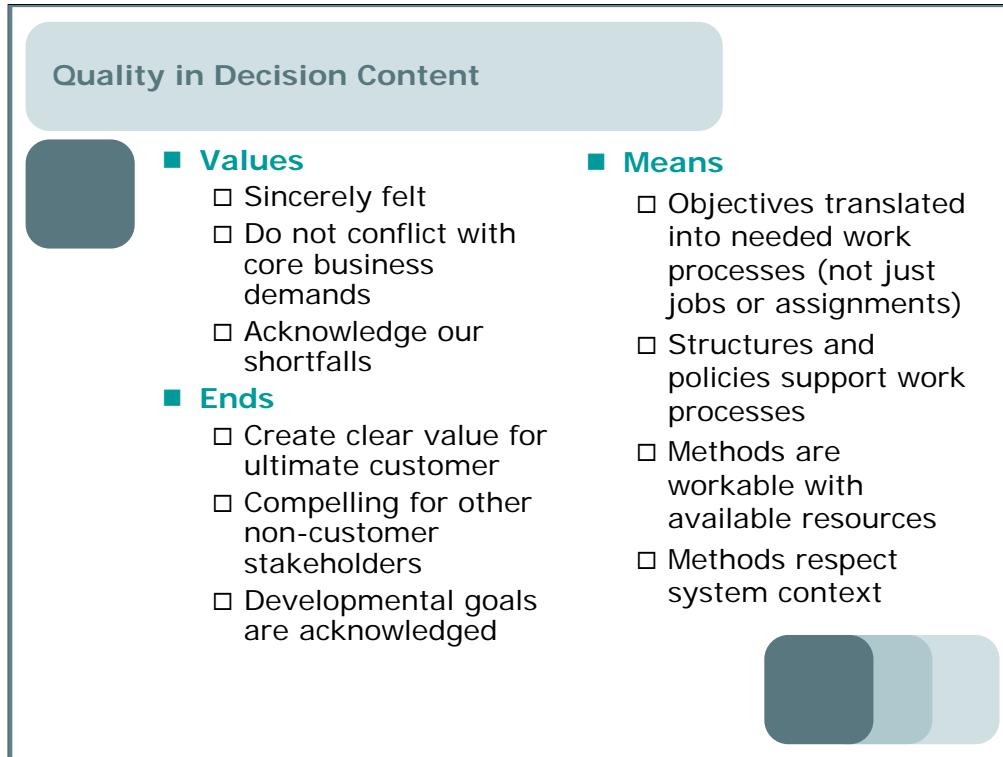 Quality in Decision Content
Values
Sincerely felt
Do not conflict with
core business
demands
Acknowledge our
shortfalls
Ends
Create clear value for
ultimate customer
Compelling for other
non-customer
stakeholders
Developmental goals
are acknowledged
Means
Objectives translated
into needed work
processes (not just
jobs or assignments)
Structures and
policies support work
processes
Methods are
workable with
available resources
Methods respect
system context